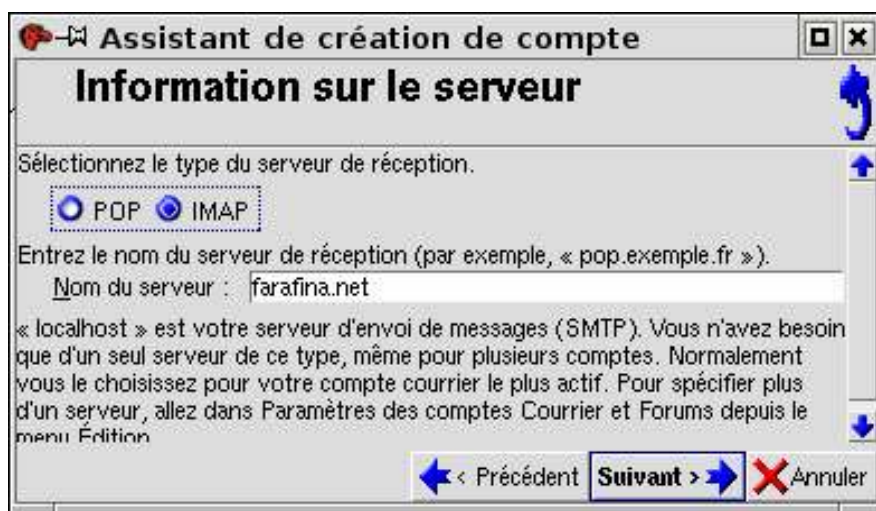 Assistant de création de compte
Information sur le serveur
Sélectionnez le type du serveur de réception.
POP IMAP
Entrez le nom du serveur de réception (par exemple, « pop.exemple.fr »).
Nom du serveur : farafina.net
« localhost » est votre serveur d'envoi de messages (SMTP). Vous n'avez besoin
que d'un seul serveur de ce type, même pour plusieurs comptes. Normalement
vous le choisissez pour votre compte courrier le plus actif. Pour spécifier plus
d'un serveur, allez dans Paramètres des comptes Courrier et Forums depuis le
menu Édition
< Précédent Suivant > Annuler